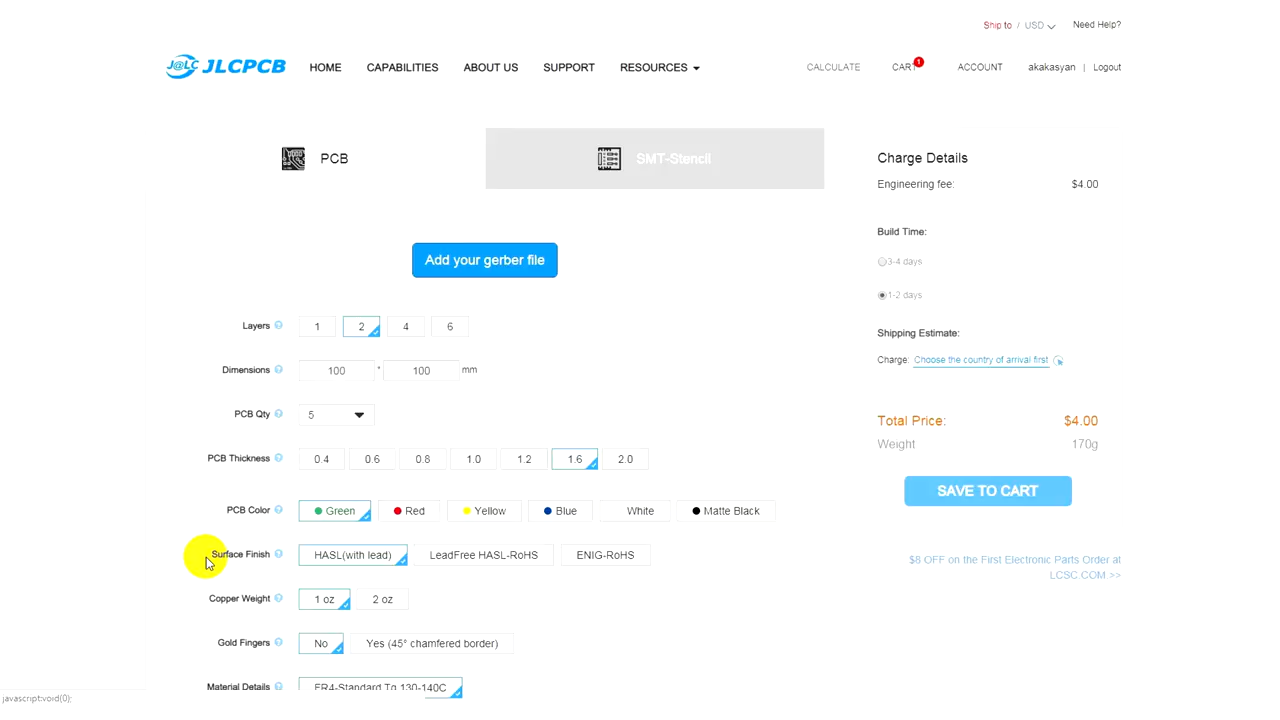 Ship to / USD Need Help?
J@LC JLCPCB HOME CAPABILITIES ABOUT US SUPPORT RESOURCES CALCULATE CART 1 ACCOUNT akakasyan | Logout
PCB SMT-Stencil
Charge Details
Engineering fee: $4.00
Build Time:
3-4 days
1-2 days
Shipping Estimate:
Charge: Choose the country of arrival first
Total Price: $4.00
Weight 170g
SAVE TO CART
$8 OFF on the First Electronic Parts Order at
LCSC.COM >>
Add your gerber file
Layers ? 1 2 4 6
Dimensions ? 100 * 100 mm
PCB Qty ? 5
PCB Thickness ? 0.4 0.6 0.8 1.0 1.2 1.6 2.0
PCB Color ? Green Red Yellow Blue White Matte Black
Surface Finish ? HASL(with lead) LeadFree HASL-RoHS ENIG-RoHS
Copper Weight ? 1 oz 2 oz
Gold Fingers ? No Yes (45° chamfered border)
Material Details ? FR4-Standard Tg 130-140C
javascript:void(0);